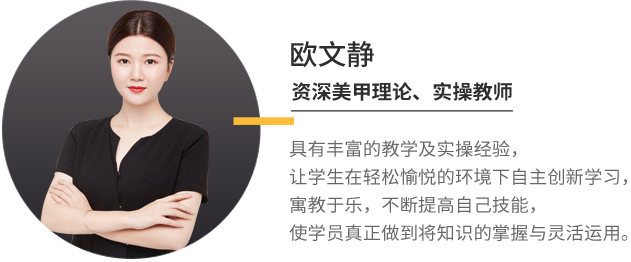 欧文静
资深美甲理论、实操教师
具有丰富的教学及实操经验，
让学生在轻松愉悦的环境下自主创新学习，
寓教于乐，不断提高自己技能，
使学员真正做到将知识的掌握与灵活运用。